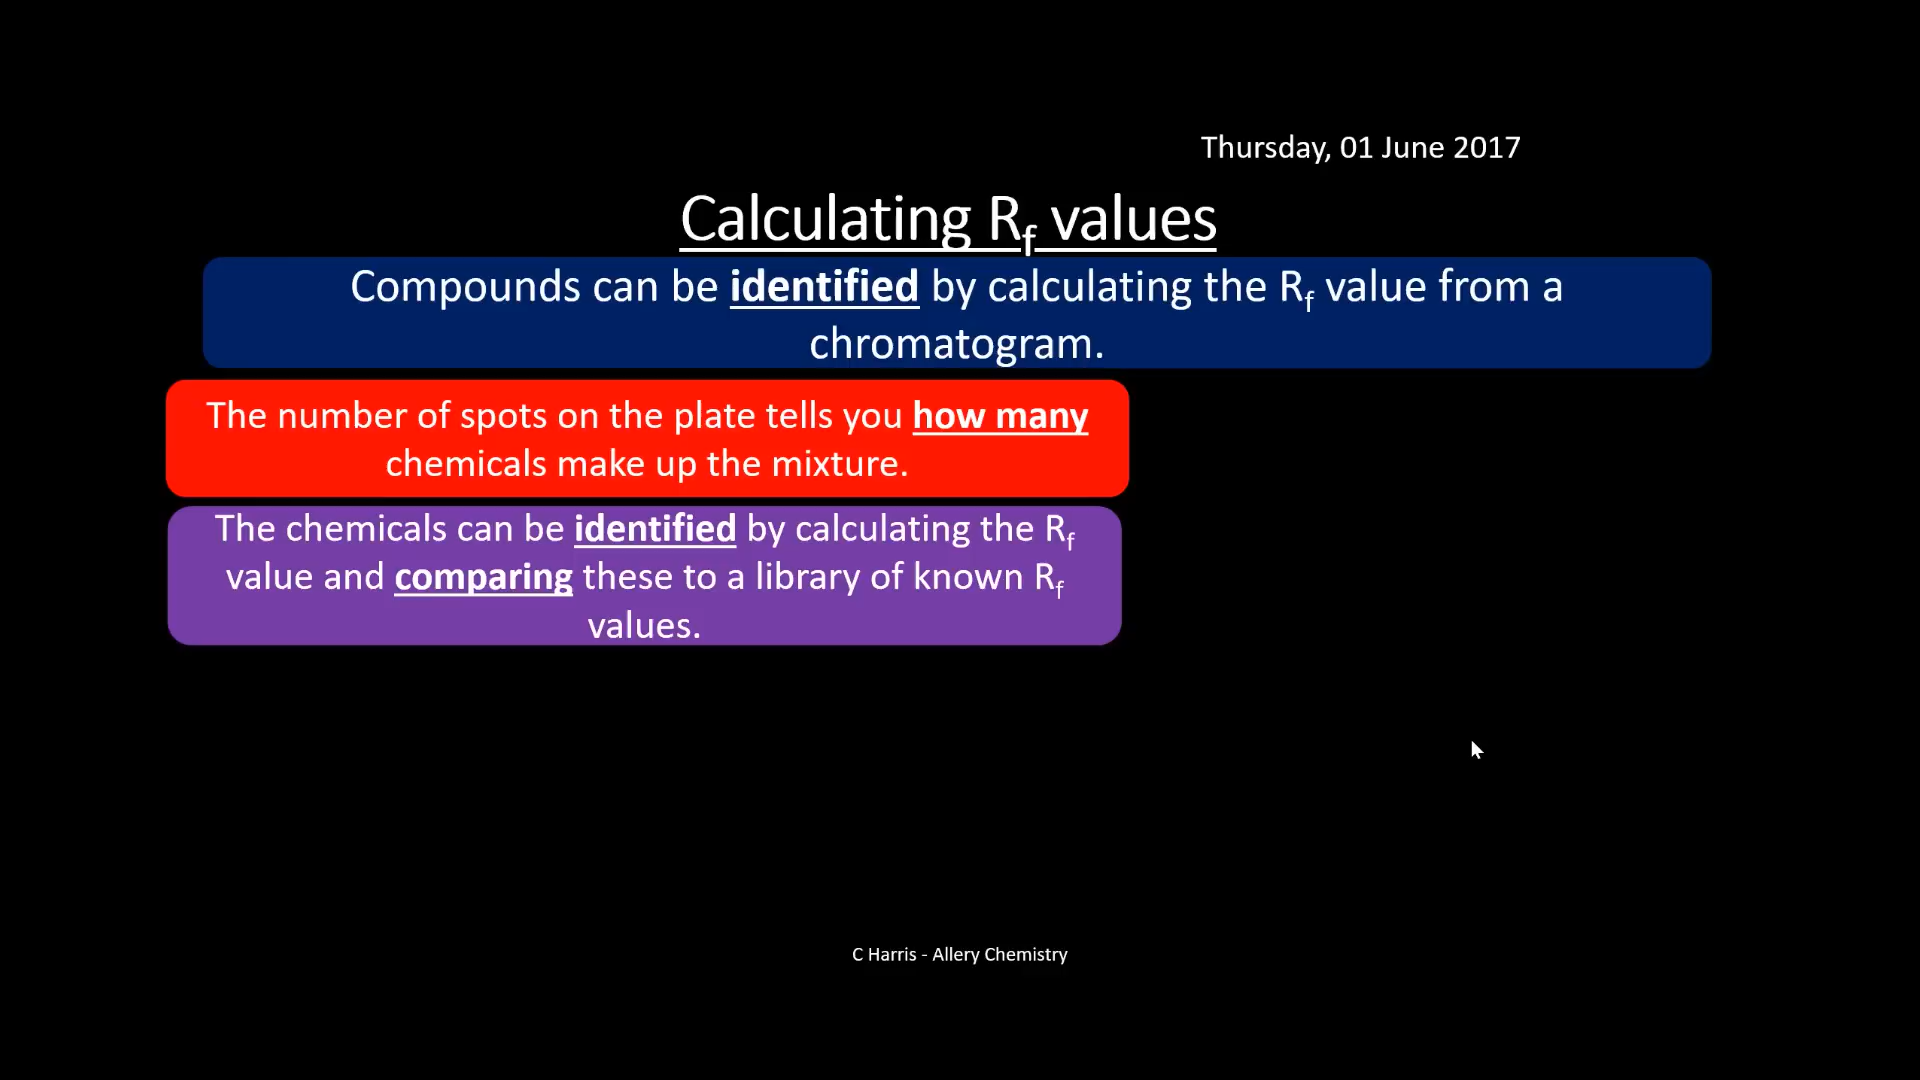 Thursday, 01 June 2017
Calculating Rf values
Compounds can be identified by calculating the Rf value from a
chromatogram.
The number of spots on the plate tells you how many
chemicals make up the mixture.
The chemicals can be identified by calculating the Rf
value and comparing these to a library of known Rf
values.
C Harris - Allery Chemistry